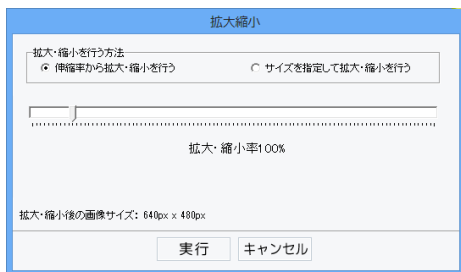 拡大縮小
拡大・縮小を行う方法
伸縮率から拡大・縮小を行う
サイズを指定して拡大・縮小を行う
拡大・縮小率100%
拡大・縮小後の画像サイズ: 640px x 480px
実行
キャンセル